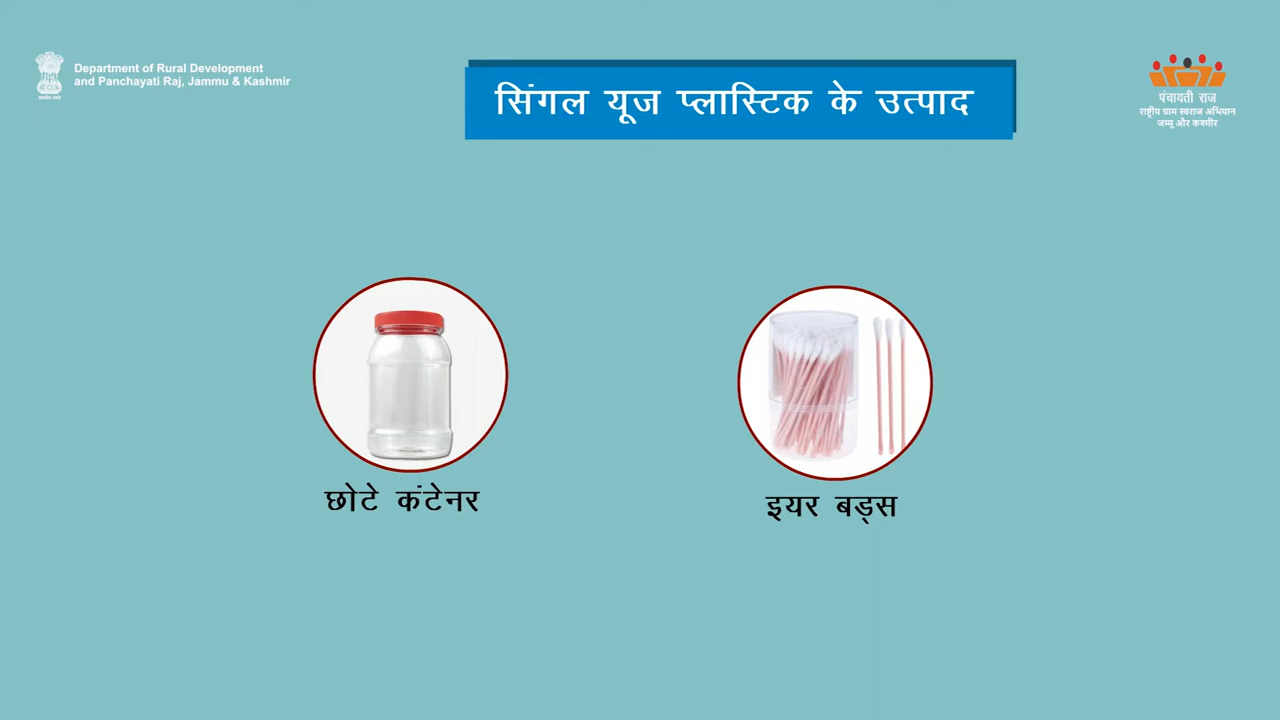 Department of Rural Development
and Panchayati Raj, Jammu & Kashmir
सिंगल यूज प्लास्टिक के उत्पाद
पंचायती राज
राष्ट्रीय ग्राम स्वराज अभियान
जम्मू और कश्मीर
छोटे कंटेनर
इयर बड्स